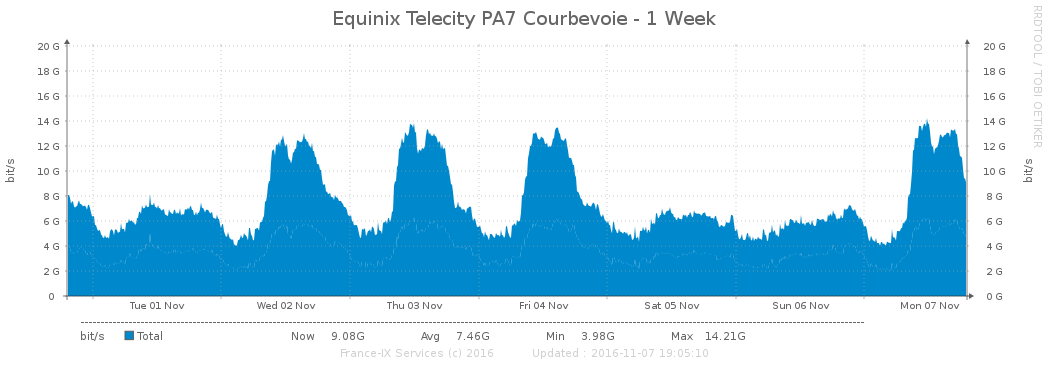 Equinix Telecity PA7 Courbevoie - 1 Week
RRDTOOL / TOBI OETIKER
20 G 20 G
18 G 18 G
16 G 16 G
14 G 14 G
12 G 12 G
10 G 10 G
8 G 8 G
6 G 6 G
4 G 4 G
2 G 2 G
0 0 G
bit/s bit/s
Tue 01 Nov Wed 02 Nov Thu 03 Nov Fri 04 Nov Sat 05 Nov Sun 06 Nov Mon 07 Nov
bit/s Total Now 9.08G Avg 7.46G Min 3.98G Max 14.21G
France-IX Services (c) 2016 Updated : 2016-11-07 19:05:10